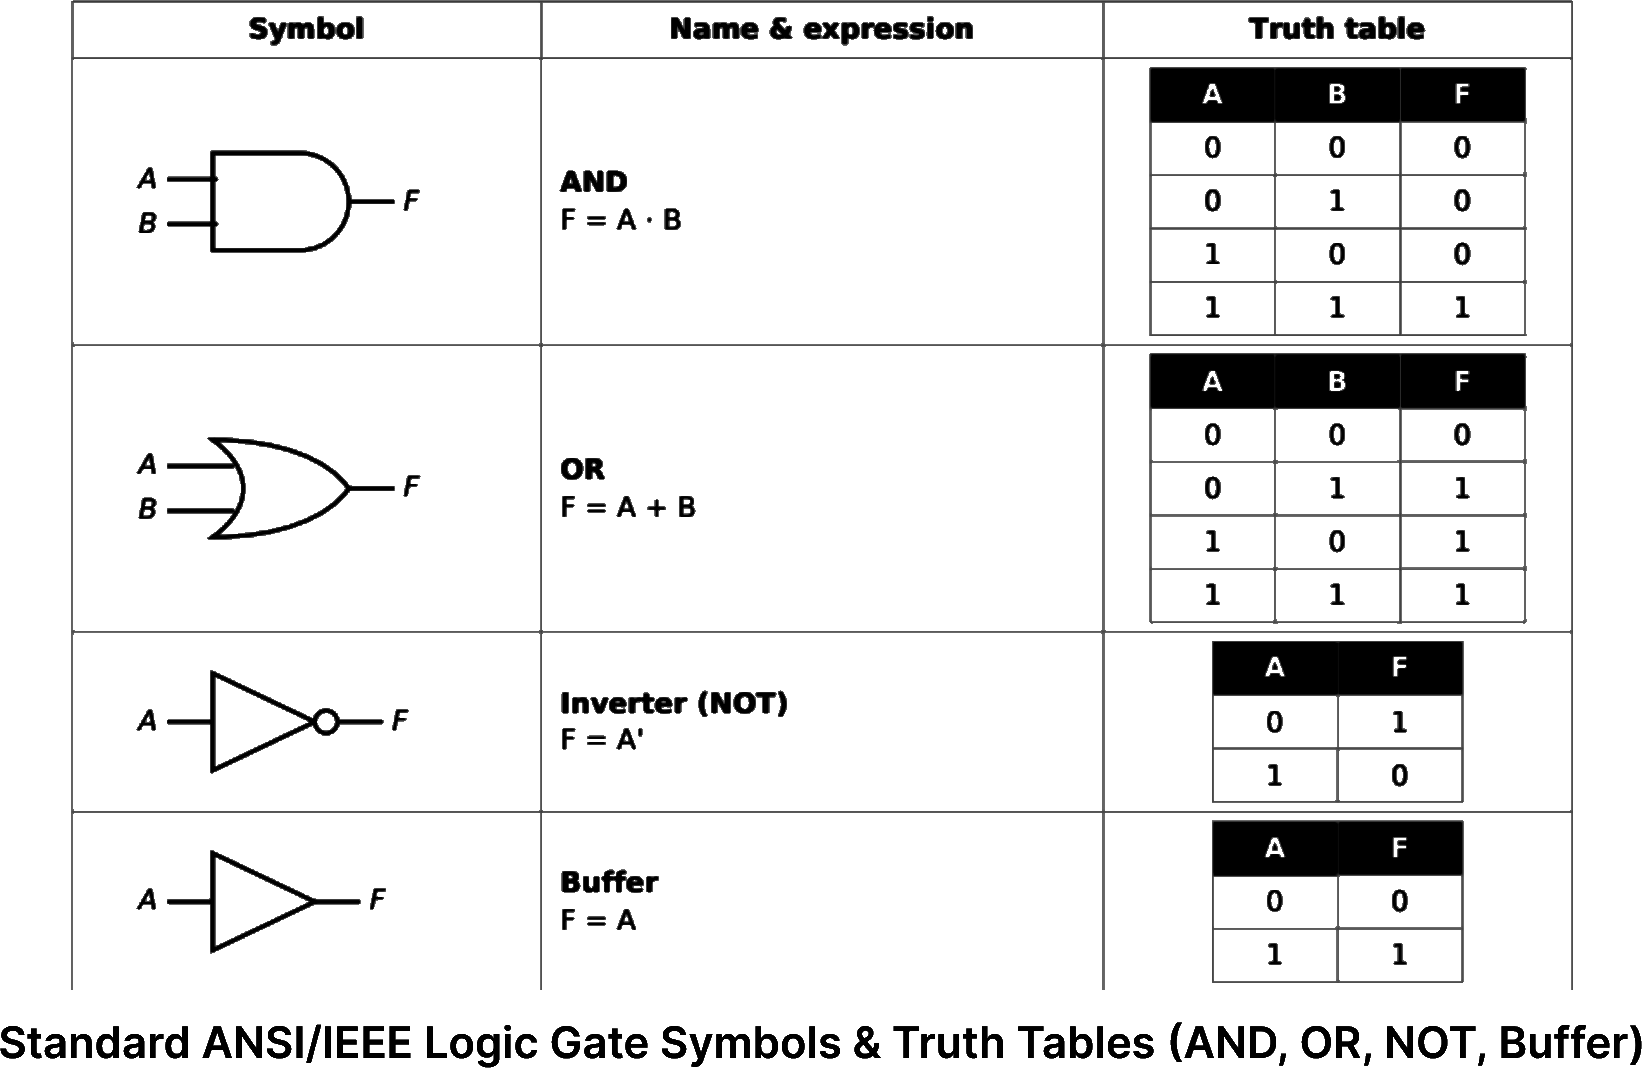 Symbol Name & expression Truth table
A B F
A B F AND F = A · B
0 0 0
0 1 0
1 0 0
1 1 1
A B F
A B F OR F = A + B
0 0 0
0 1 1
1 0 1
1 1 1
A F
A F Inverter (NOT) F = A'
0 1
1 0
A F
A F Buffer F = A
0 0
1 1
Standard ANSI/IEEE Logic Gate Symbols & Truth Tables (AND, OR, NOT, Buffer)